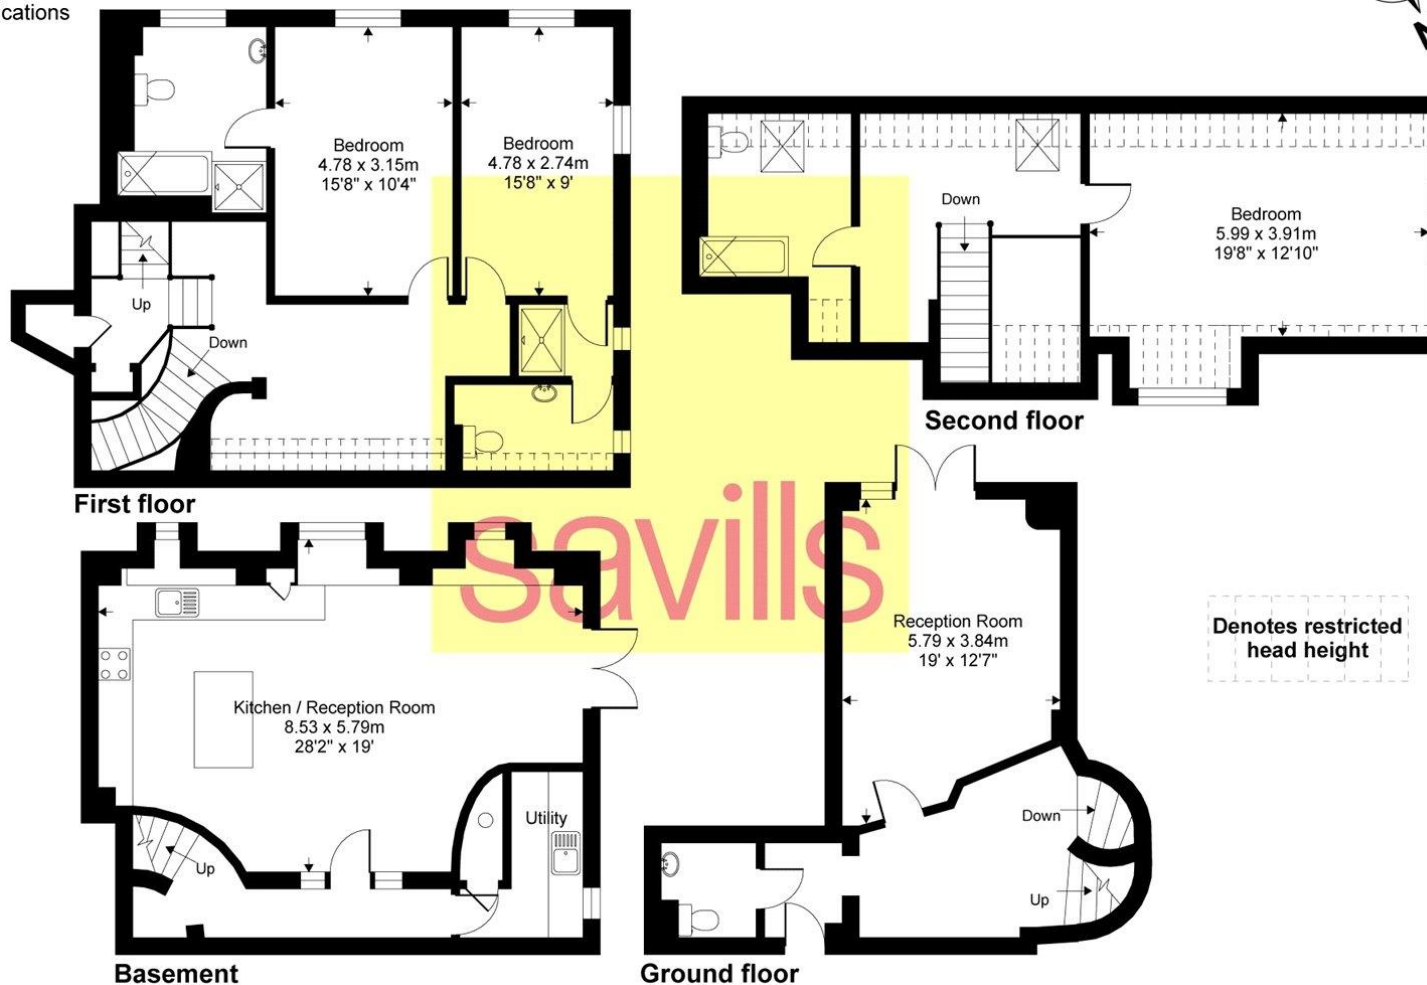 cations
Bedroom
4.78 x 3.15m
15'8" x 10'4"
Bedroom
4.78 x 2.74m
15'8" x 9'
Up
Down
First floor
Down
Bedroom
5.99 x 3.91m
19'8" x 12'10"
Second floor
savills
Kitchen / Reception Room
8.53 x 5.79m
28'2" x 19'
Utility
Up
Basement
Reception Room
5.79 x 3.84m
19' x 12'7"
Down
Up
Ground floor
Denotes restricted
head height